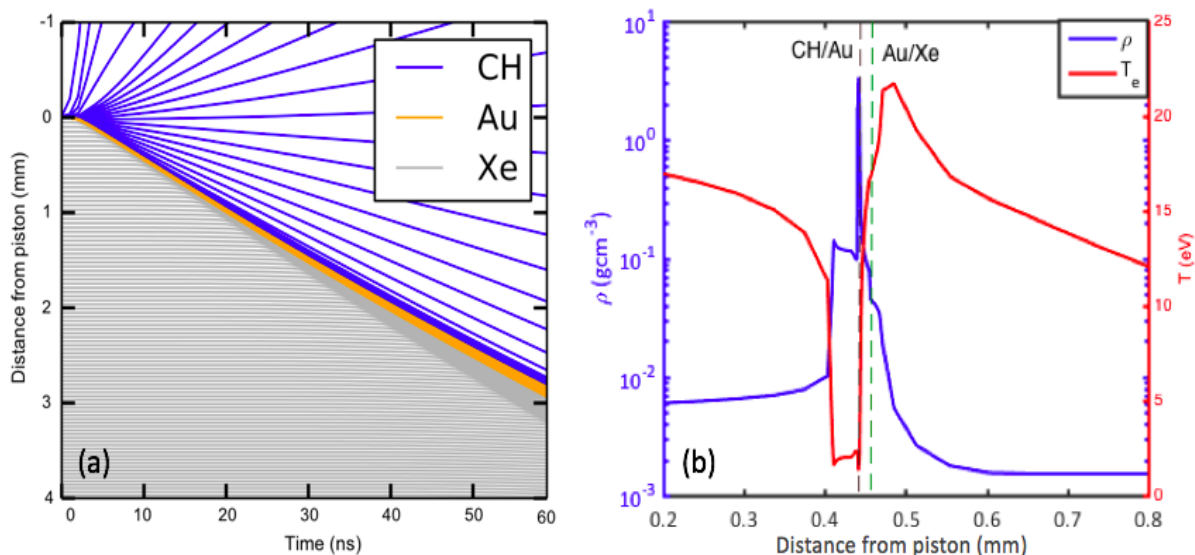 -1
0
1
2
3
4
Distance from piston (mm)
0 10 20 30 40 50 60
Time (ns)
CH
Au
Xe
(a)
10¹
10⁰
10⁻¹
10⁻²
10⁻³
ρ (gcm⁻³)
CH/Au
Au/Xe
ρ
Tₑ
25
20
15
10
5
0
T (eV)
(b)
0.2 0.3 0.4 0.5 0.6 0.7 0.8
Distance from piston (mm)